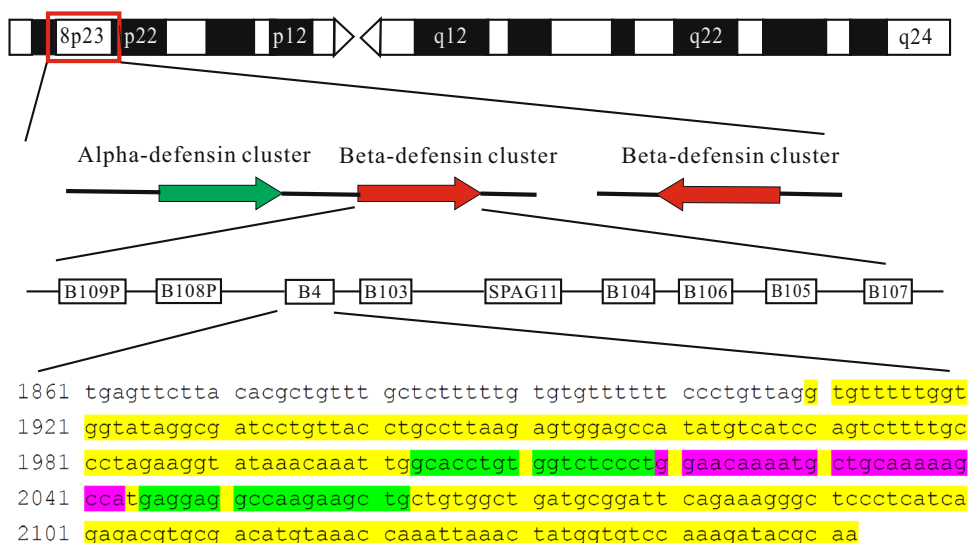 8p23 p22 p12 q12 q22 q24
Alpha-defensin cluster Beta-defensin cluster Beta-defensin cluster
B109P B108P B4 B103 SPAG11 B104 B106 B105 B107
1861 tgagttctta cacgctgttt gctctttttg tgtgtttttt ccctgttagg tgtttttggt
1921 ggtataggcg atcctgttacc ctgccttaag agtggagcca tatgtcatcc agtcttttgc
1981 cctagaaggt ataaacaaat tggcacctgt ggtctccctg gaacaaaatg ctgcaaaaag
2041 ccatgaggag gccaagaagc tgctgtggct gatgcggatt cagaaagggc tccctcatca
2101 gagacgtgcg acatgtaaac caaattaaac tatggtgtcc aaagatacgc aa